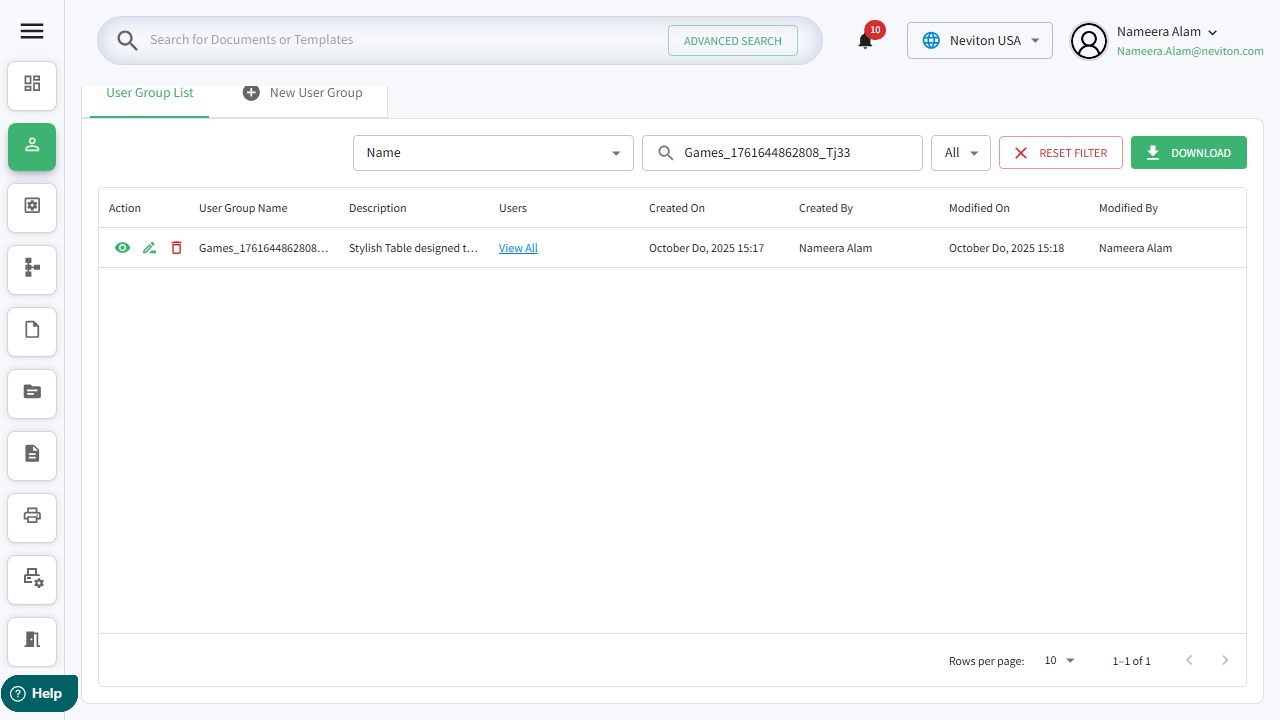 Search for Documents or Templates
ADVANCED SEARCH
10
Neviton USA
Nameera Alam
Nameera.Alam@neviton.com
User Group List
New User Group
Name
Games_1761644862808_Tj33
All
RESET FILTER
DOWNLOAD
Action User Group Name Description Users Created On Created By Modified On Modified By
Games_1761644862808... Stylish Table designed t... View All October Do, 2025 15:17 Nameera Alam October Do, 2025 15:18 Nameera Alam
Rows per page: 10 1–1 of 1
Help